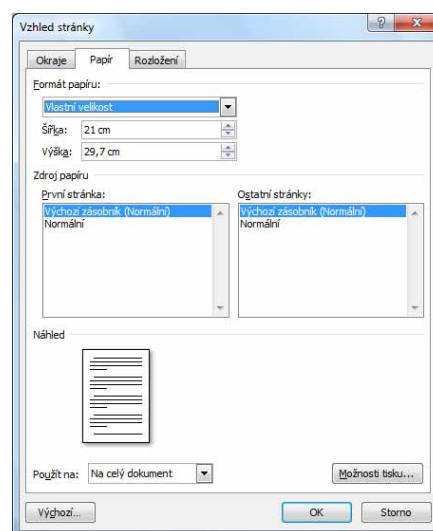 Vzhled stránky
Okraje Papír Rozložení
Formát papíru:
Vlastní velikost
Šířka: 21 cm
Výška: 29,7 cm
Zdroj papíru
První stránka: Ostatní stránky:
Výchozí zásobník (Normální) Výchozí zásobník (Normální)
Normální Normální
Náhled
Použít na: Na celý dokument Možnosti tisku...
Výchozí... OK Storno